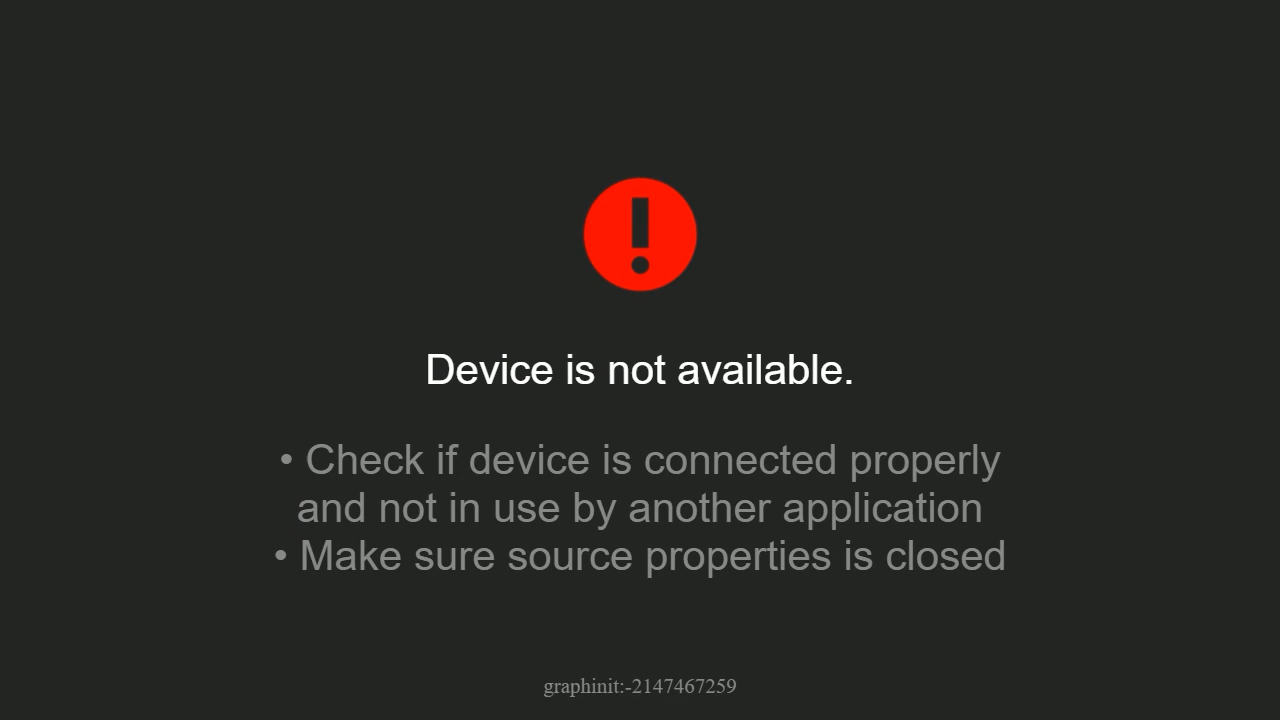 Device is not available.
• Check if device is connected properly
and not in use by another application
• Make sure source properties is closed
graphinit:-2147467259